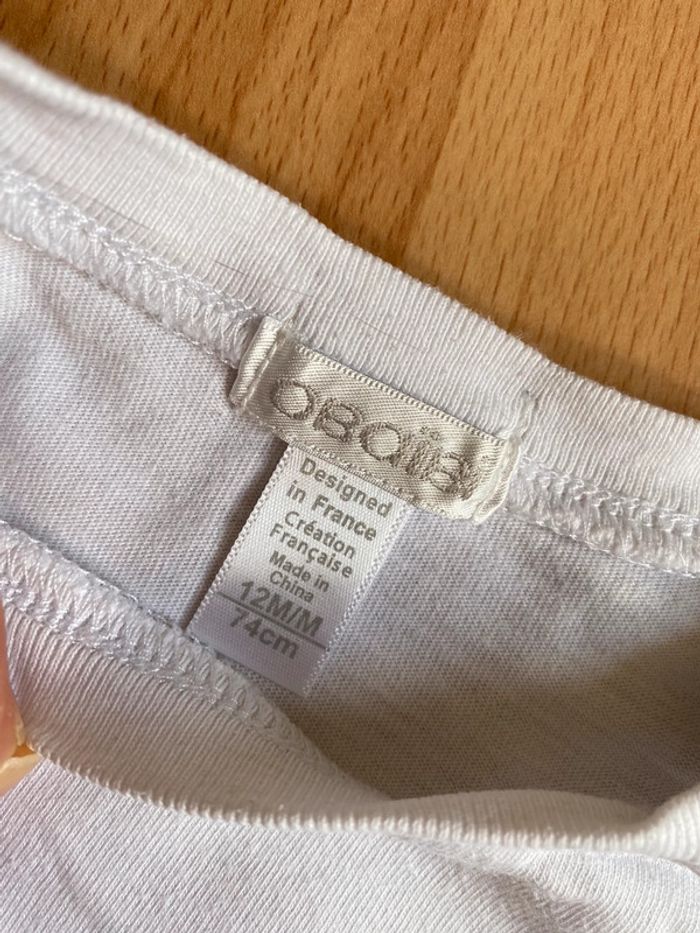 obaïbi
Designed
in France
Création
Française
Made in
China
12M/M
74cm